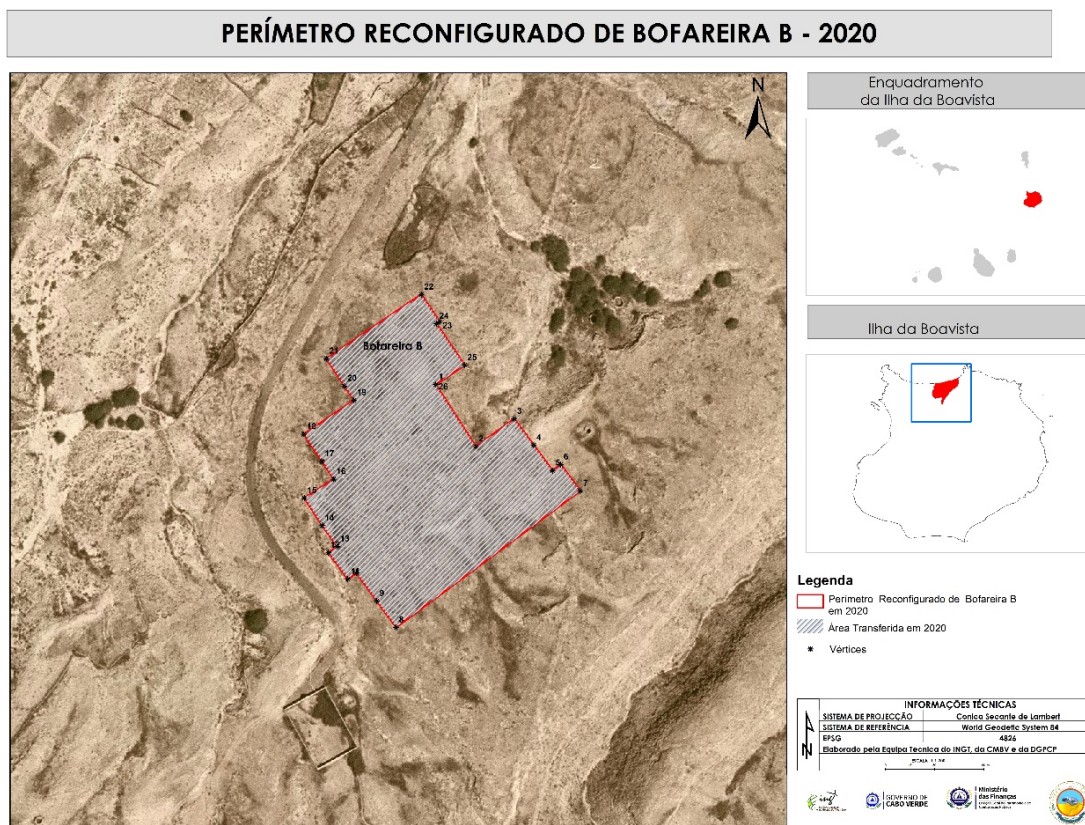 PERÍMETRO RECONFIGURADO DE BOFAREIRA B - 2020
N
22
24
23
21
Bofareira B
25
20
1
26
19
3
18
2
4
17
5
6
16
7
15
14
13
12
11
9
8
Enquadramento
da Ilha da Boavista
Ilha da Boavista
Legenda
Perímetro Reconfigurado de Bofareira B
em 2020
Área Transferida em 2020
Vértices
N
INFORMAÇÕES TÉCNICAS
SISTEMA DE PROJECÇÃO Conica Secante de Lambert
SISTEMA DE REFERÊNCIA World Geodetic System 84
EPSG 4826
Elaborado pela Equipa Tecnica do INGT, da CMBV e da DGPCP
ESCALA
GOVERNO DE
CABO VERDE
Ministério
das Finanças